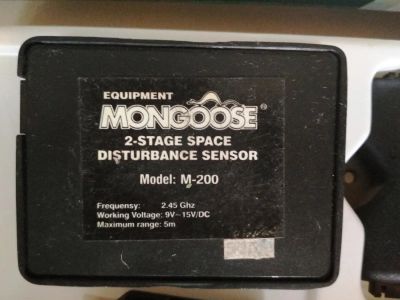 EQUIPMENT
MONGOOSE®
2-STAGE SPACE
DISTURBANCE SENSOR
Model: M-200
Frequensy: 2.45 Ghz
Working Voltage: 9V~15V/DC
Maximum range: 5m